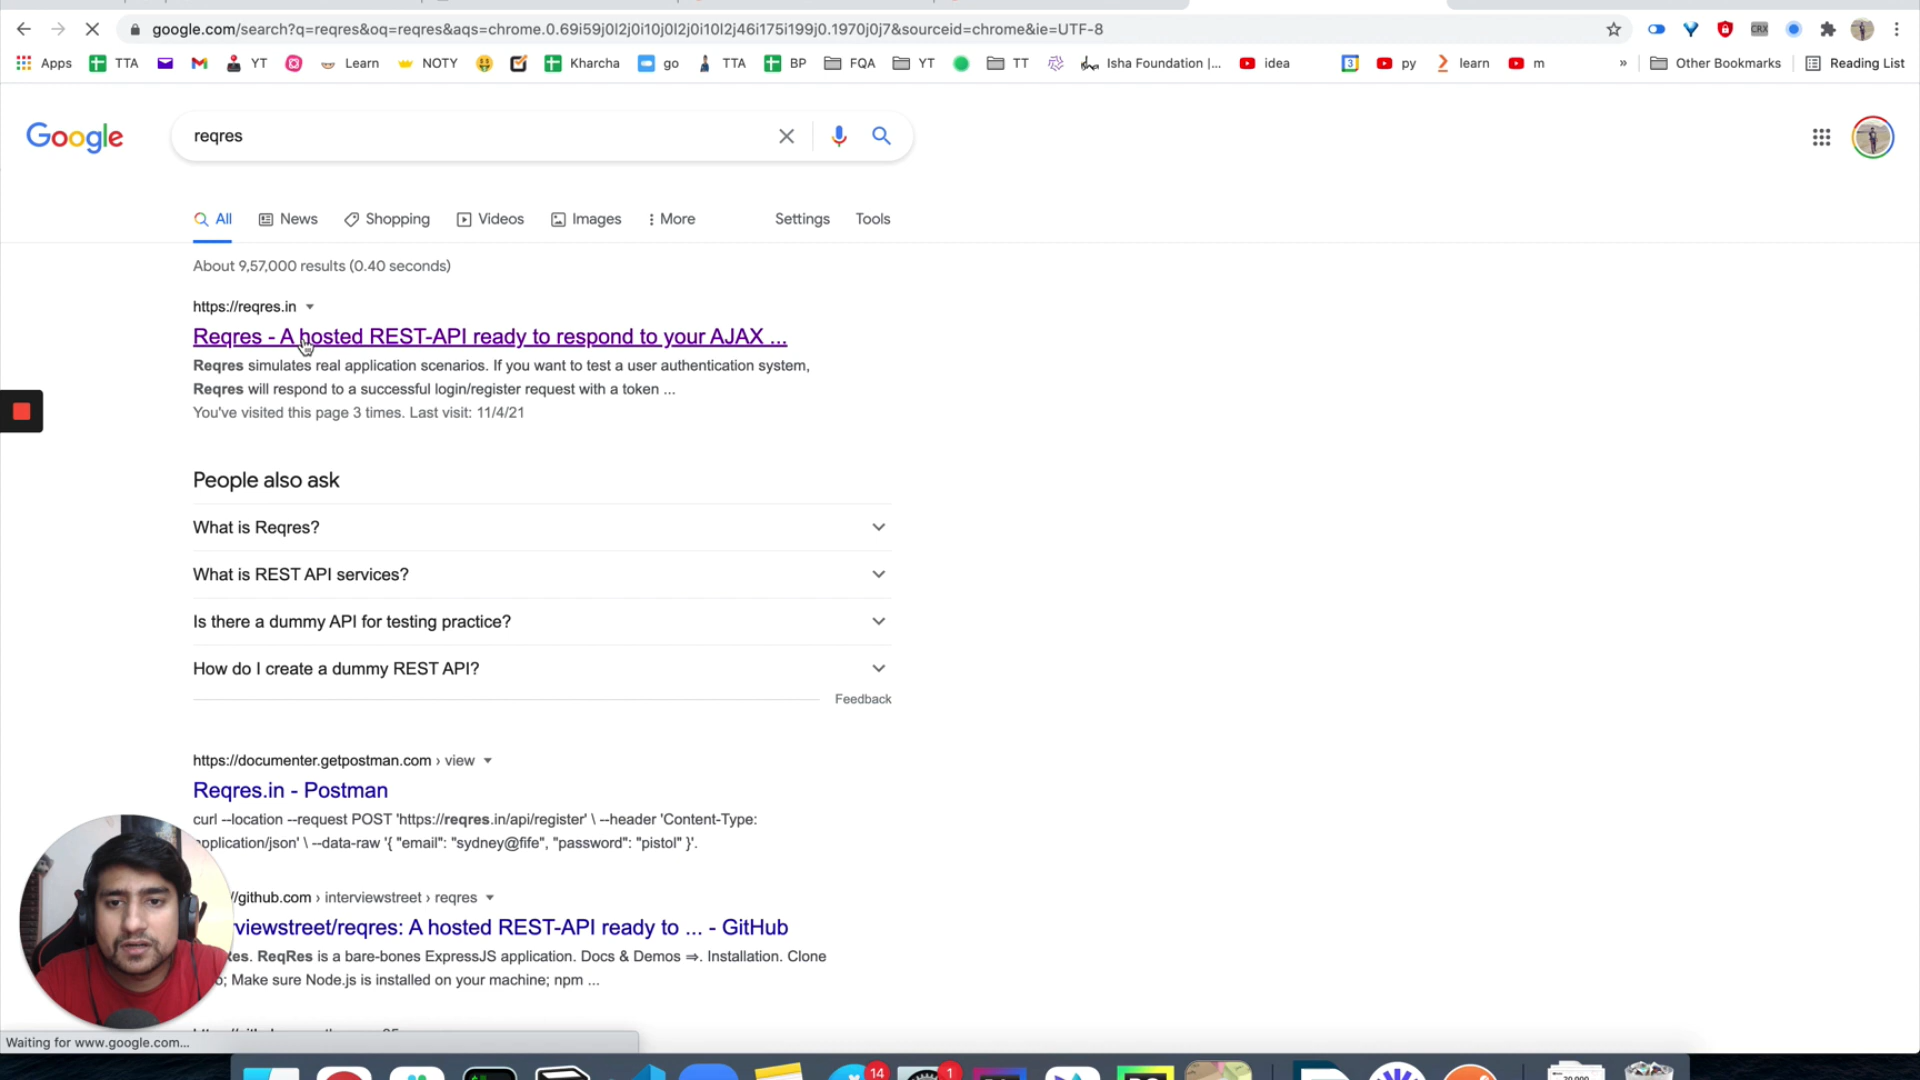 google.com/search?q=reqres&oq=reqres&aqs=chrome.0.69i59j0l2j0i10j0l2j0i10l2j46i175i199j0.1970j0j7&sourceid=chrome&ie=UTF-8
CRX
Apps TTA YT Learn NOTY Kharcha go TTA BP FQA YT TT Isha Foundation |... idea 3 py learn m » Other Bookmarks Reading List
Google reqres
All News Shopping Videos Images More Settings Tools
About 9,57,000 results (0.40 seconds)
https://reqres.in
Reqres - A hosted REST-API ready to respond to your AJAX ...
Reqres simulates real application scenarios. If you want to test a user authentication system,
Reqres will respond to a successful login/register request with a token ...
You've visited this page 3 times. Last visit: 11/4/21
People also ask
What is Reqres?
What is REST API services?
Is there a dummy API for testing practice?
How do I create a dummy REST API?
Feedback
https://documenter.getpostman.com › view
Reqres.in - Postman
curl --location --request POST 'https://reqres.in/api/register' \ --header 'Content-Type:
application/json' \ --data-raw '{ "email": "sydney@fife", "password": "pistol" }'.
//github.com › interviewstreet › reqres
viewstreet/reqres: A hosted REST-API ready to ... - GitHub
Res. ReqRes is a bare-bones ExpressJS application. Docs & Demos ⇒. Installation. Clone
; Make sure Node.js is installed on your machine; npm ...
Waiting for www.google.com...
14 1